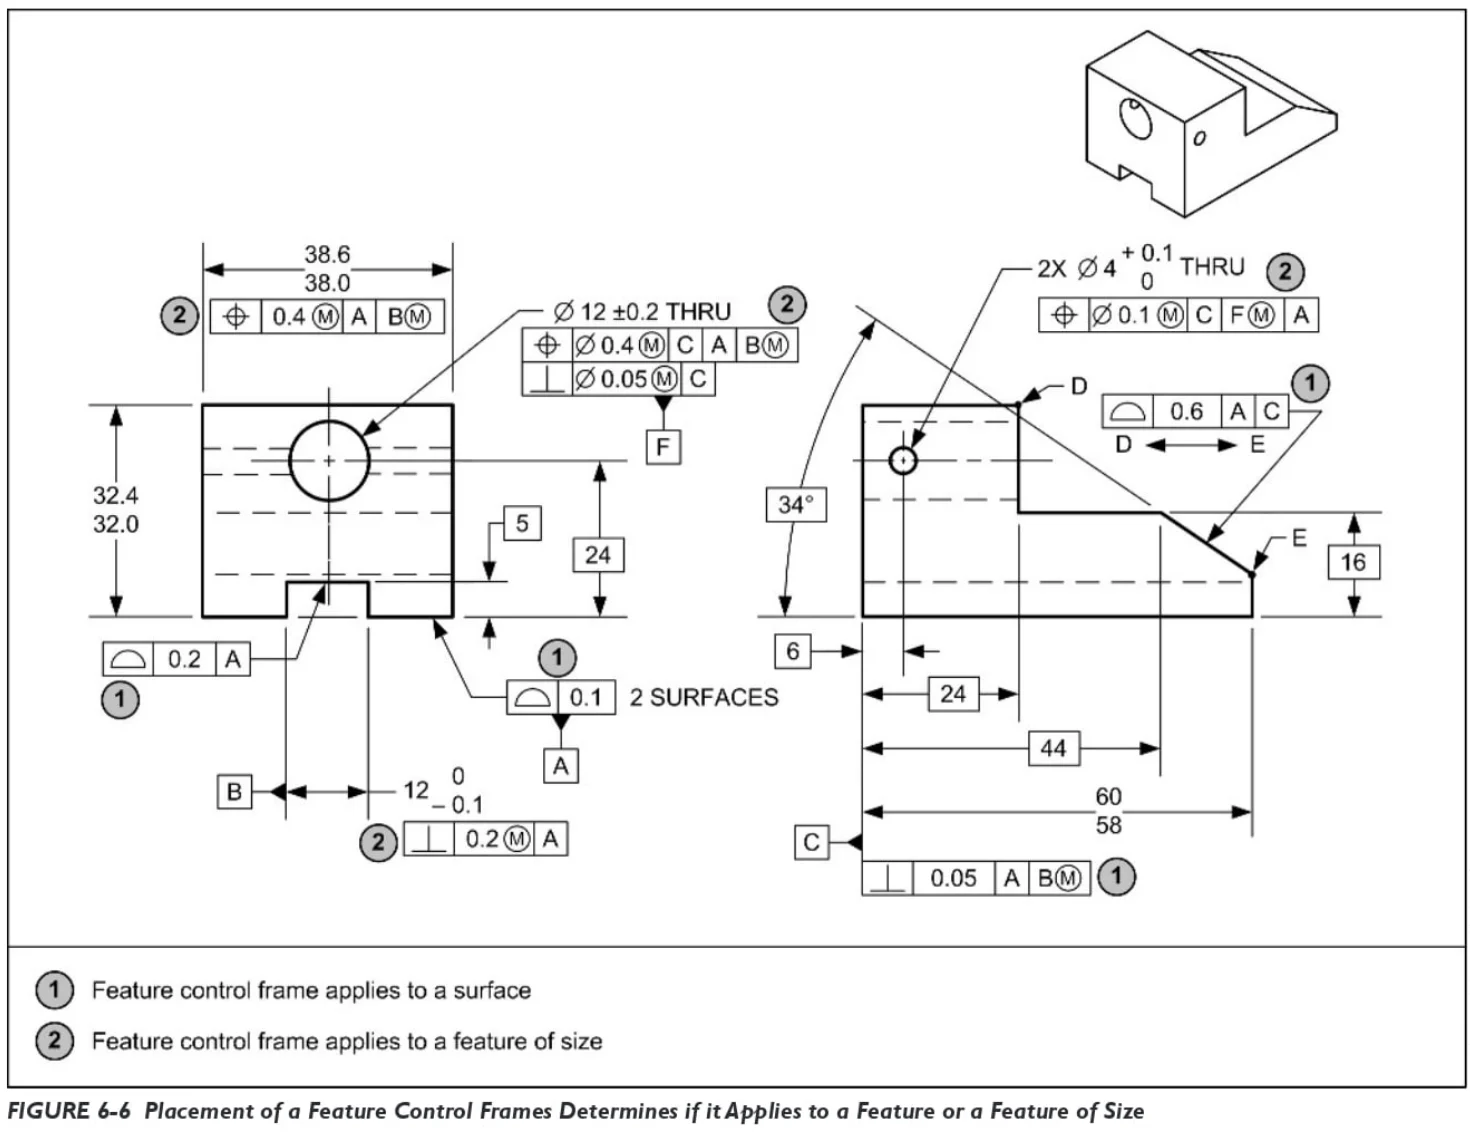 38.6
38.0
2
⌖ 0.4 Ⓜ A B Ⓜ
∅ 12 ±0.2 THRU
2
⌖ ∅ 0.4 Ⓜ C A B Ⓜ
⊥ ∅ 0.05 Ⓜ C
F
2X ∅ 4 + 0.1 0 THRU
2
⌖ ∅ 0.1 Ⓜ C F Ⓜ A
D
1
⌓ 0.6 A C
D E
32.4
32.0
5
24
34°
E
16
⌓ 0.2 A
1
1
⌓ 0.1 2 SURFACES
A
B
12 0 – 0.1
2
⊥ 0.2 Ⓜ A
6
24
44
60
58
C
⊥ 0.05 A B Ⓜ
1
1 Feature control frame applies to a surface
2 Feature control frame applies to a feature of size
FIGURE 6-6 Placement of a Feature Control Frames Determines if it Applies to a Feature or a Feature of Size